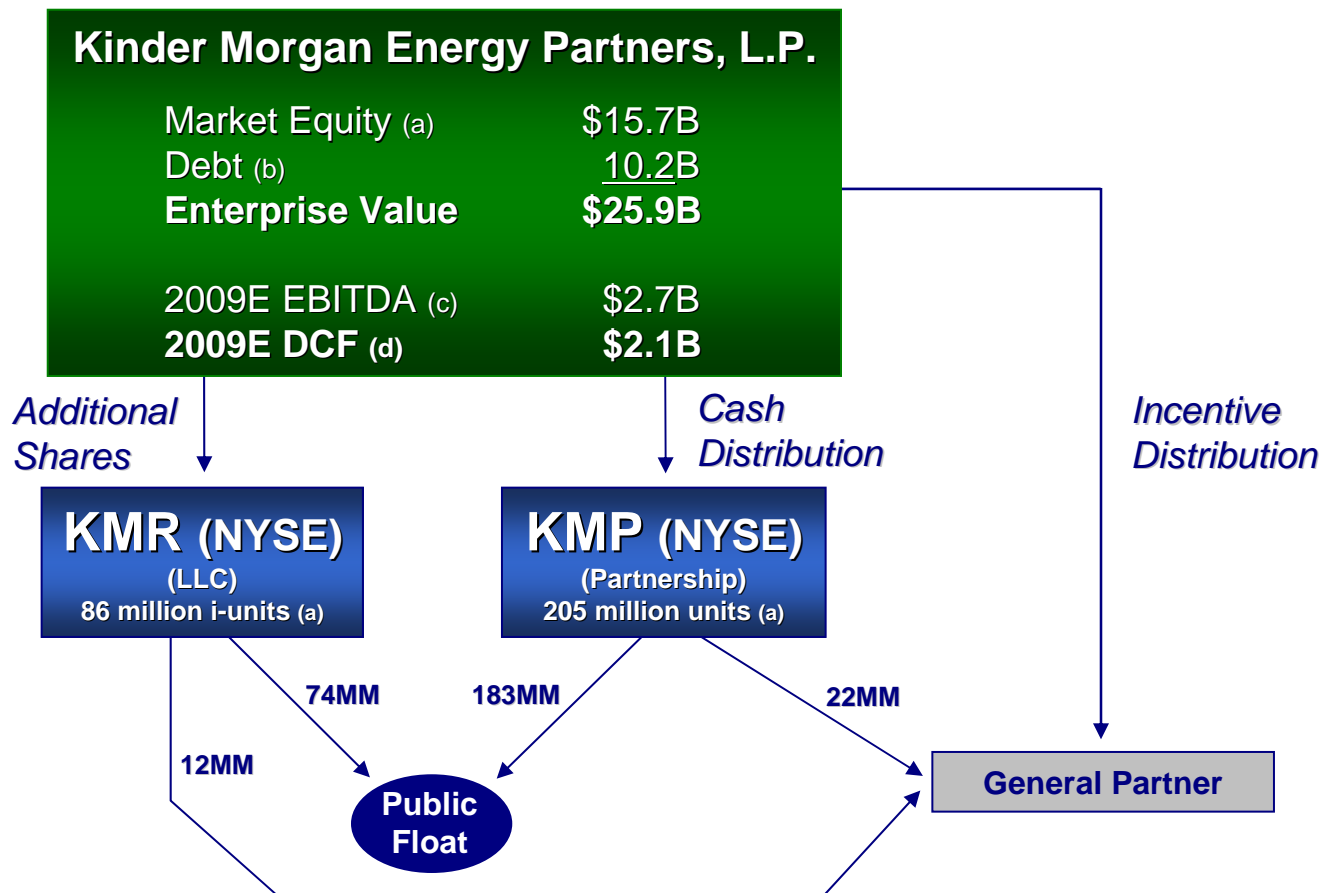 Kinder Morgan Energy Partners, L.P.
Market Equity (a) $15.7B
Debt (b) 10.2B
Enterprise Value $25.9B
2009E EBITDA (c) $2.7B
2009E DCF (d) $2.1B
Additional
Shares
Cash
Distribution
Incentive
Distribution
KMR (NYSE)
(LLC)
86 million i-units (a)
KMP (NYSE)
(Partnership)
205 million units (a)
74MM
183MM
22MM
12MM
Public
Float
General Partner